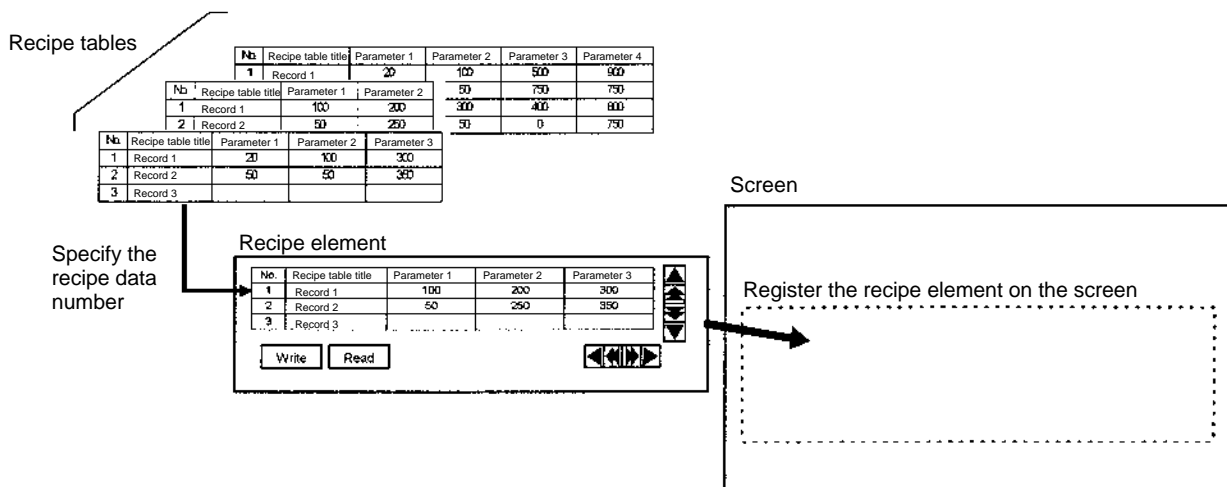 Recipe tables
No. Recipe table title Parameter 1 Parameter 2 Parameter 3 Parameter 4
1 Record 1 20 100 500 900
50 750 750
300 400 800
50 0 750
No. Recipe table title Parameter 1 Parameter 2
1 Record 1 100 200
2 Record 2 50 250
No. Recipe table title Parameter 1 Parameter 2 Parameter 3
1 Record 1 20 100 300
2 Record 2 50 50 350
3 Record 3
Specify the
recipe data
number
Recipe element
No. Recipe table title Parameter 1 Parameter 2 Parameter 3
1 Record 1 100 200 300
2 Record 2 50 250 350
3 Record 3
Write Read
Screen
Register the recipe element on the screen